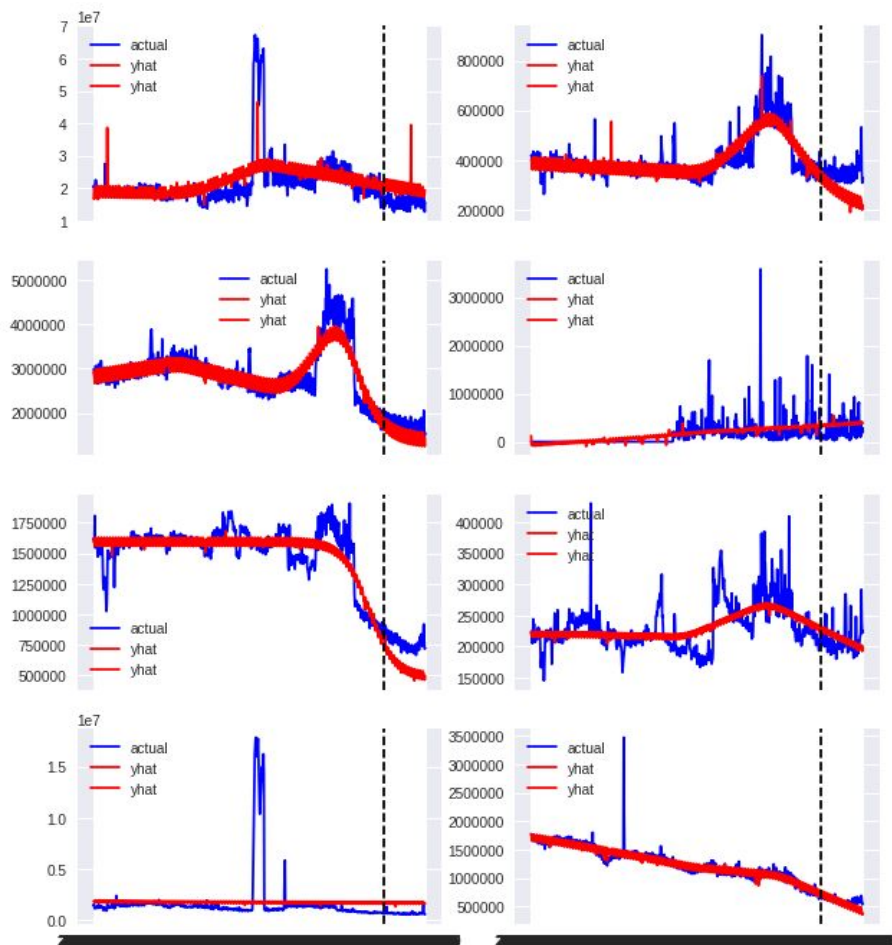 1e7
7
6
5
4
3
2
1
actual
yhat
yhat
800000
600000
400000
200000
actual
yhat
yhat
5000000
4000000
3000000
2000000
actual
yhat
yhat
3000000
2000000
1000000
0
actual
yhat
yhat
1750000
1500000
1250000
1000000
750000
500000
actual
yhat
yhat
400000
350000
300000
250000
200000
150000
actual
yhat
yhat
1e7
1.5
1.0
0.5
0.0
actual
yhat
yhat
3500000
3000000
2500000
2000000
1500000
1000000
500000
actual
yhat
yhat